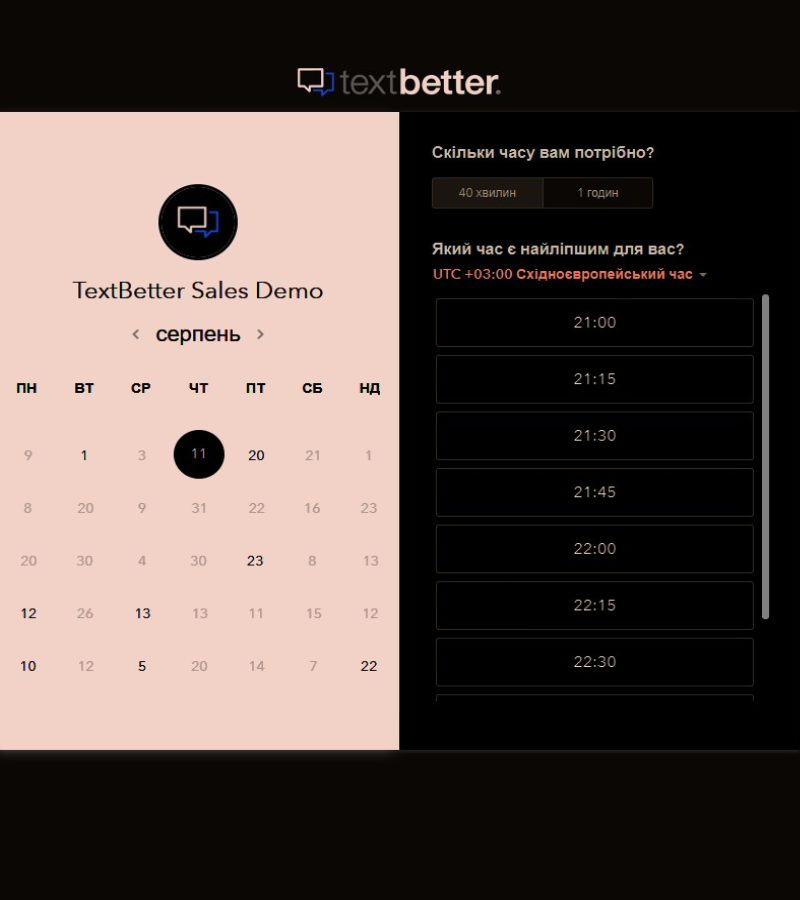 textbetter.
TextBetter Sales Demo
серпень
ПН ВТ СР ЧТ ПТ СБ НД
9 1 3 11 20 21 1
8 20 9 31 22 16 23
20 30 4 30 23 8 13
12 26 13 13 11 15 12
10 12 5 20 14 7 22
Скільки часу вам потрібно?
40 хвилин 1 годин
Який час є найліпшим для вас?
UTC +03:00 Східноєвропейський час
21:00
21:15
21:30
21:45
22:00
22:15
22:30